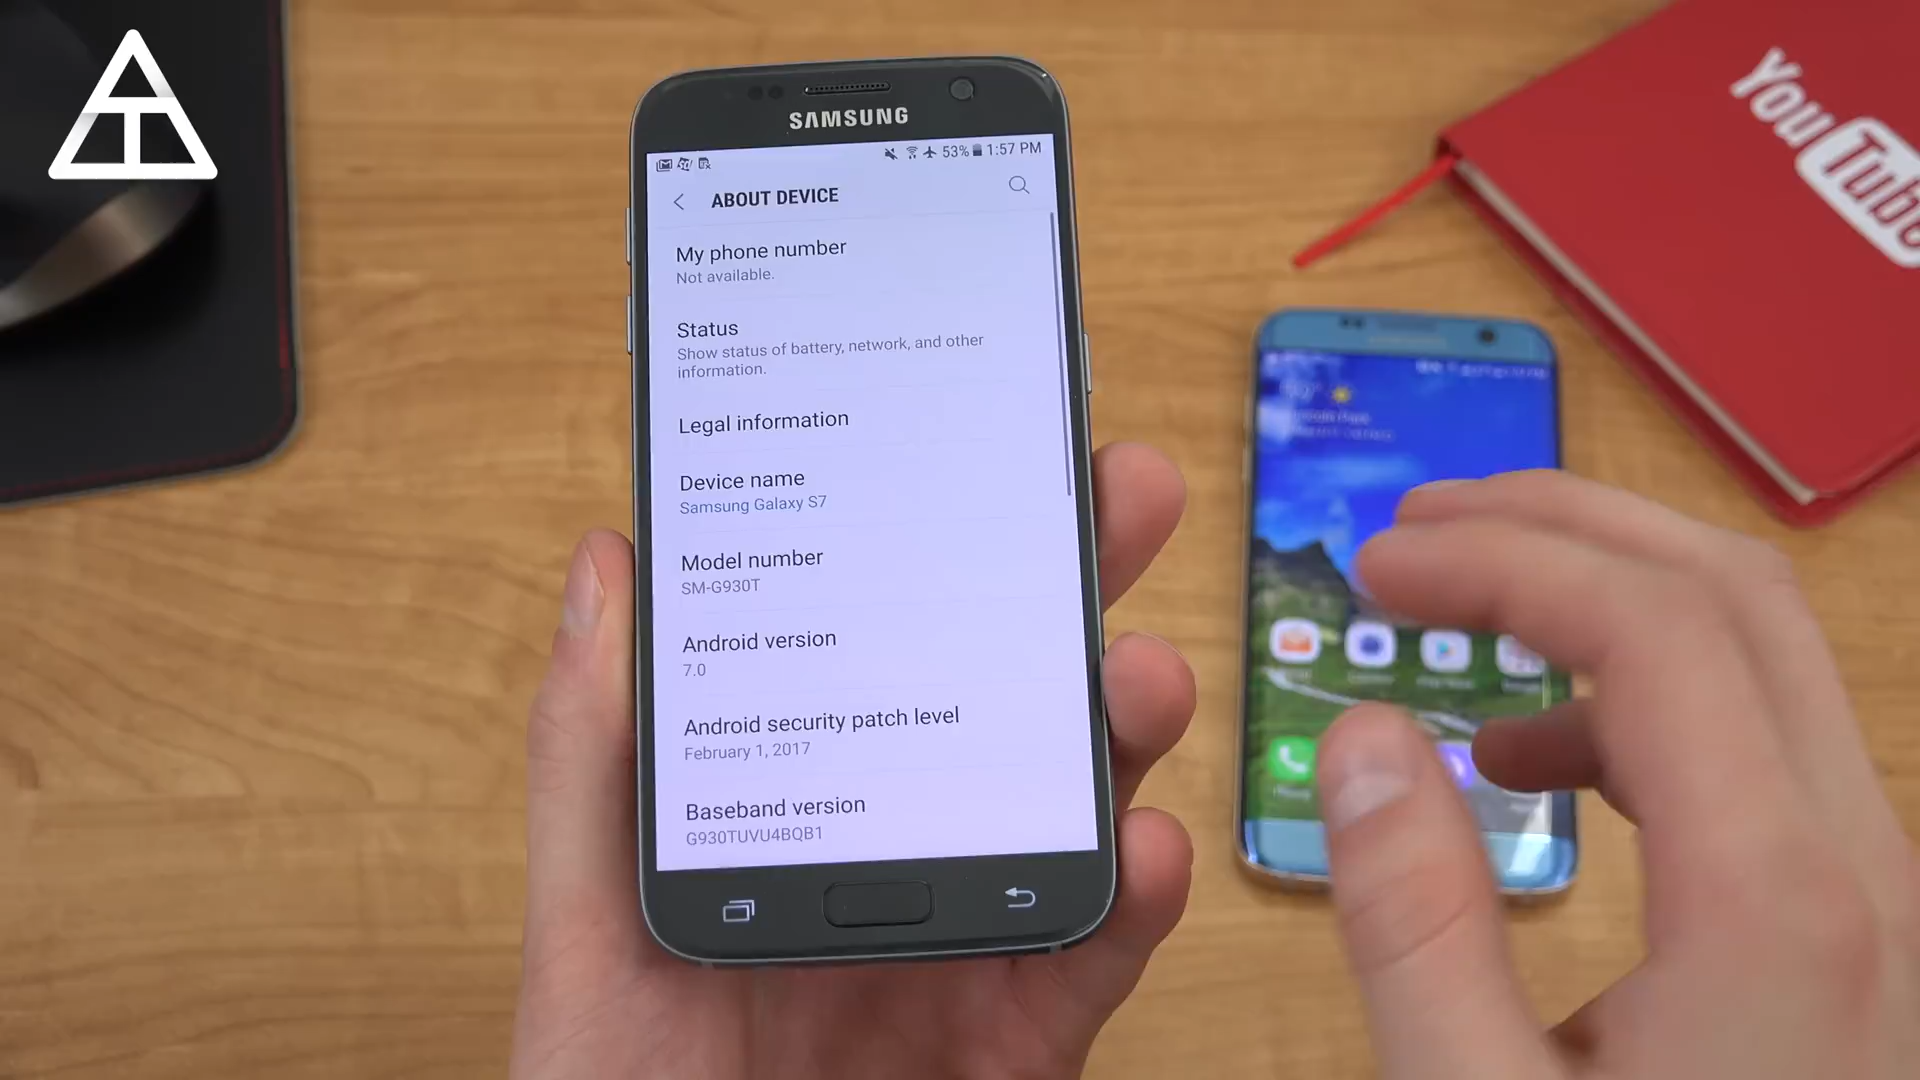 SAMSUNG
53% 1:57 PM
ABOUT DEVICE
My phone number
Not available.
Status
Show status of battery, network, and other
information.
Legal information
Device name
Samsung Galaxy S7
Model number
SM-G930T
Android version
7.0
Android security patch level
February 1, 2017
Baseband version
G930TUVU4BQB1
YouTube